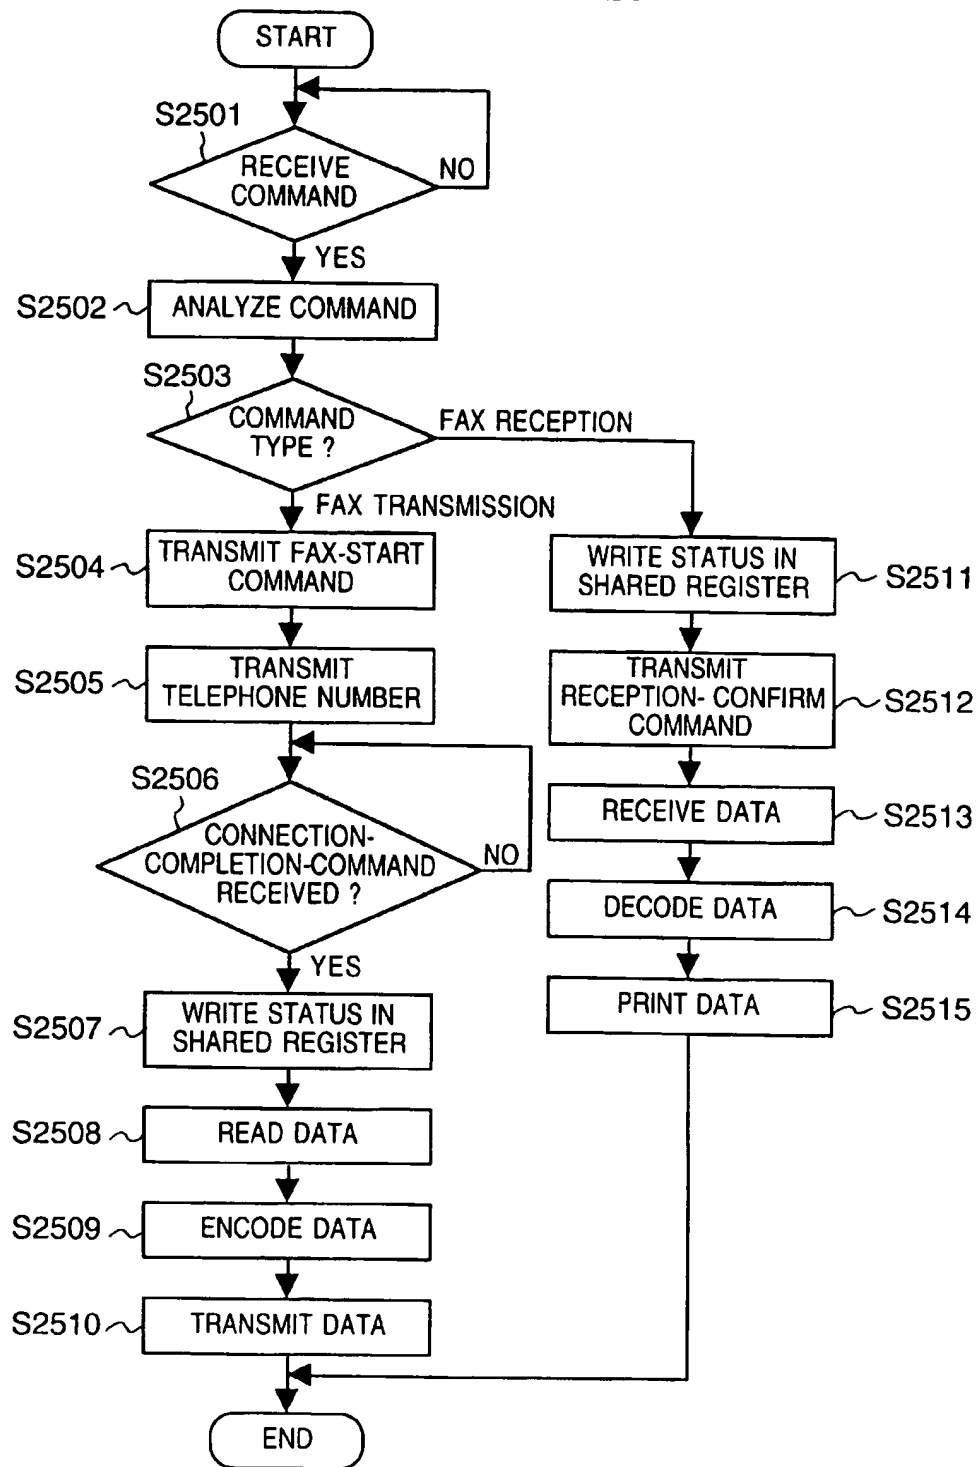 START
S2501
RECEIVE
COMMAND
NO
YES
S2502
ANALYZE COMMAND
S2503
COMMAND
TYPE ?
FAX RECEPTION
FAX TRANSMISSION
S2504
TRANSMIT FAX-START
COMMAND
WRITE STATUS IN
SHARED REGISTER
S2511
S2505
TRANSMIT
TELEPHONE NUMBER
TRANSMIT
RECEPTION- CONFIRM
COMMAND
S2512
S2506
CONNECTION-
COMPLETION-COMMAND
RECEIVED ?
NO
YES
RECEIVE DATA
S2513
DECODE DATA
S2514
PRINT DATA
S2515
S2507
WRITE STATUS IN
SHARED REGISTER
S2508
READ DATA
S2509
ENCODE DATA
S2510
TRANSMIT DATA
END